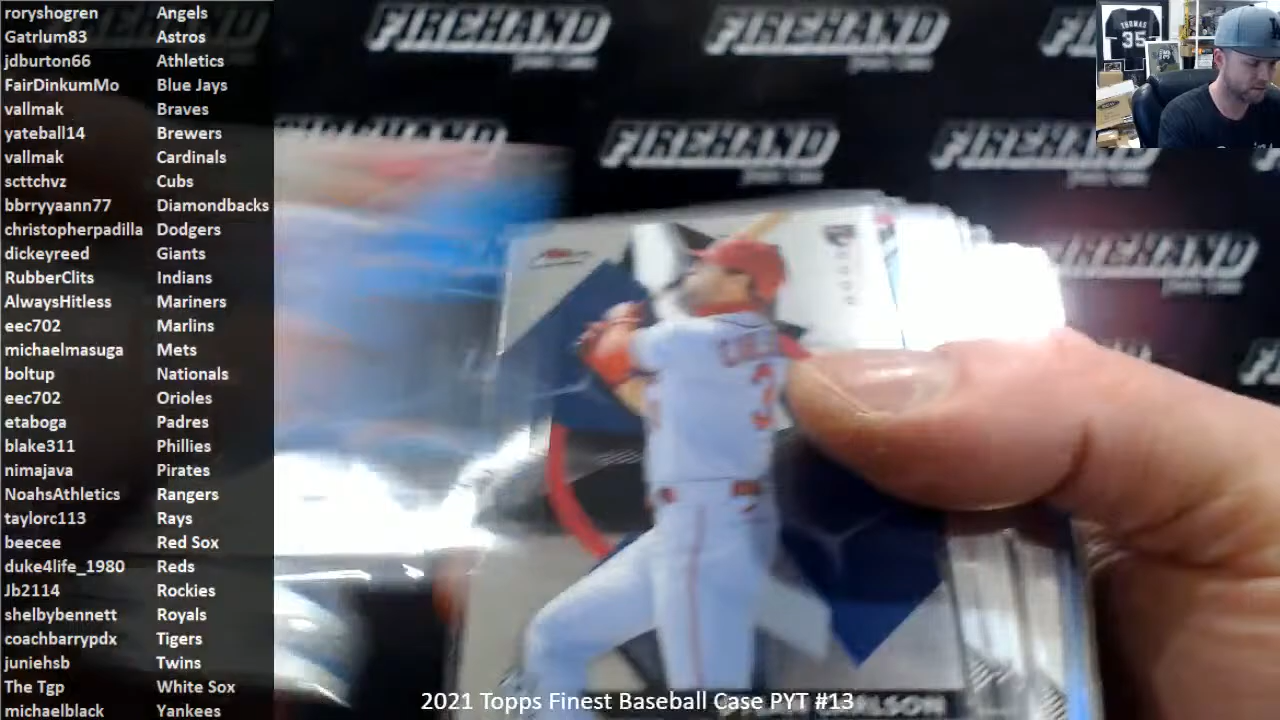 roryshogren Angels
Gatrlum83 Astros
jdburton66 Athletics
FairDinkumMo Blue Jays
vallmak Braves
yateball14 Brewers
vallmak Cardinals
scttchvz Cubs
bbrryyaann77 Diamondbacks
christopherpadilla Dodgers
dickeyreed Giants
RubberClits Indians
AlwaysHitless Mariners
eec702 Marlins
michaelmasuga Mets
boltup Nationals
eec702 Orioles
etaboga Padres
blake311 Phillies
nimajava Pirates
NoahsAthletics Rangers
taylorc113 Rays
beecee Red Sox
duke4life_1980 Reds
Jb2114 Rockies
shelbybennett Royals
coachbarrypdx Tigers
juniehsb Twins
The Tgp White Sox
michaelblack Yankees
FIREHAND FIREHAND
FIREHAND FIREHAND
FIREHAND
THOMAS
35
3
2021 Topps Finest Baseball Case PYT #13